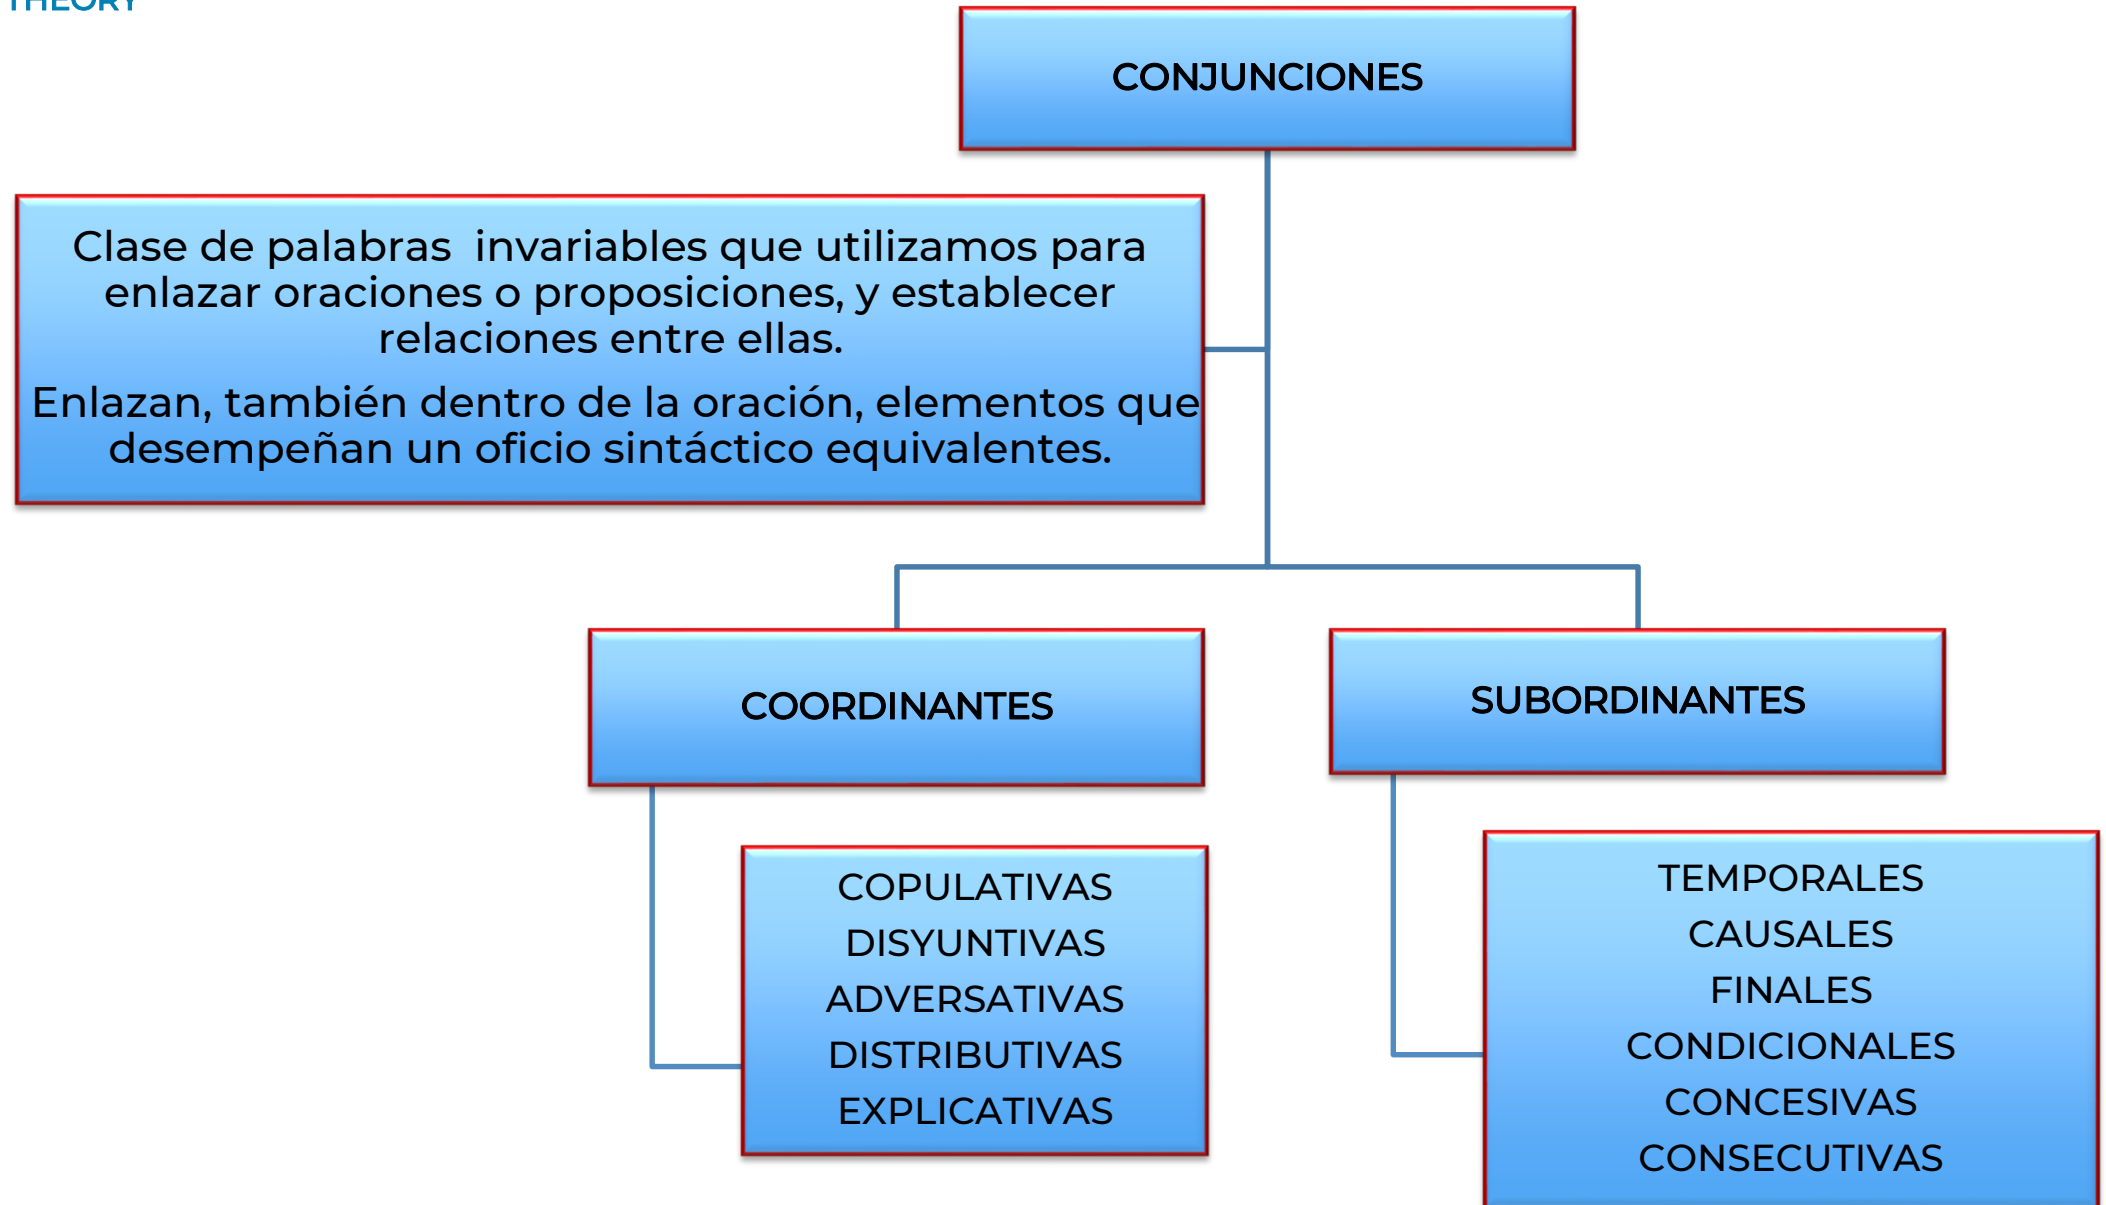 THEORY
CONJUNCIONES
Clase de palabras  invariables que utilizamos para
enlazar oraciones o proposiciones, y establecer
relaciones entre ellas.
Enlazan, también dentro de la oración, elementos que
desempeñan un oficio sintáctico equivalentes.
COORDINANTES
SUBORDINANTES
COPULATIVAS
DISYUNTIVAS
ADVERSATIVAS
DISTRIBUTIVAS
EXPLICATIVAS
TEMPORALES
CAUSALES
FINALES
CONDICIONALES
CONCESIVAS
CONSECUTIVAS